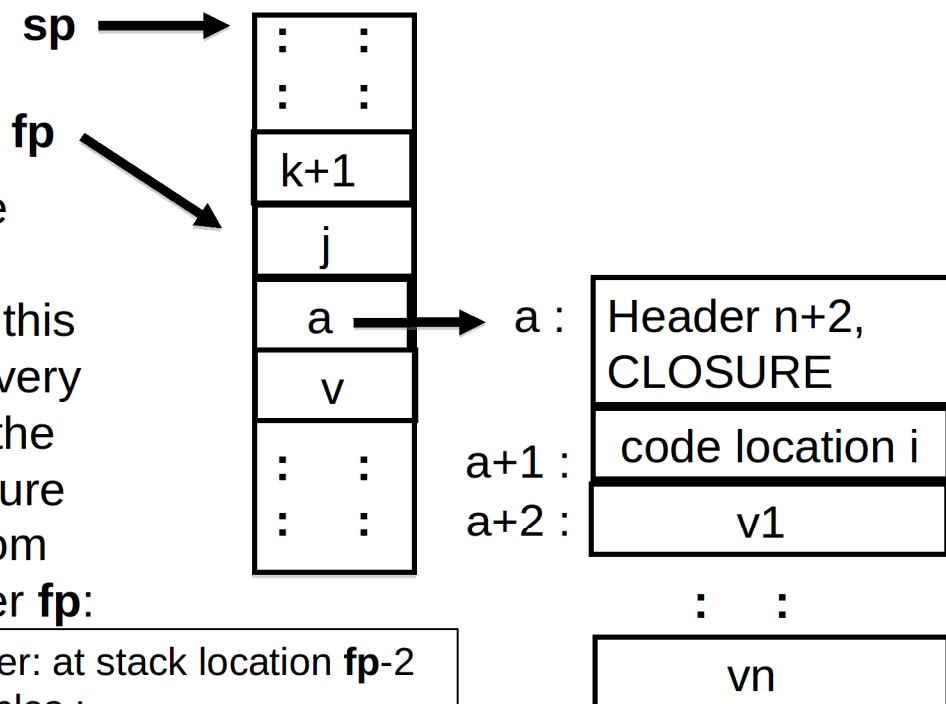 sp
: :
: :
fp
k+1
j
this
a
a :
Header n+2,
CLOSURE
very
v
the
a+1 :
code location i
: :
ure
a+2 :
v1
: :
om
er fp:
: :
er: at stack location fp-2
vn